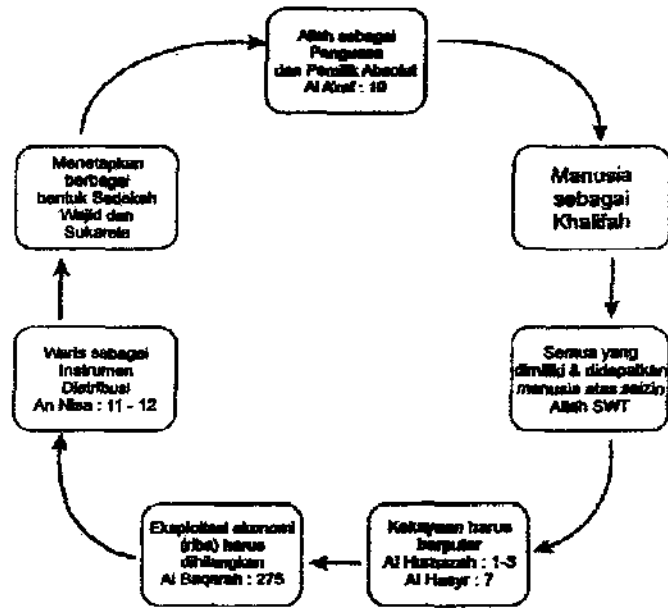 Allah sebagai
Penguasa
dan Pemilik Absolut
Al A'raf : 10
Manusia
sebagai
Khalifah
Semua yang
dimiliki & didapatkan
manusia atas seizin
Allah SWT
Kekayaan harus
berputar
Al Humazah : 1-3
Al Hasyr : 7
Eksploitasi ekonomi
(riba) harus
dihilangkan
Al Baqarah : 275
Waris sebagai
Instrumen
Distribusi
An Nisa : 11 - 12
Menetapkan
berbagai
bentuk Sedekah
Wajib dan
Sukarela